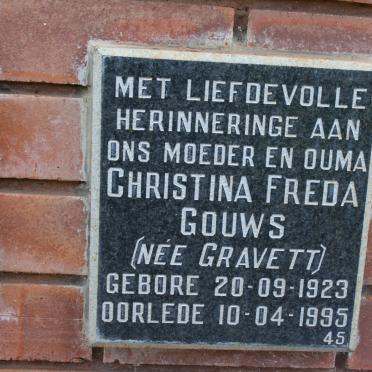 MET LIEFDEVOLLE
HERINNERINGE AAN
ONS MOEDER EN OUMA
CHRISTINA FREDA
GOUWS
(NÉE GRAVETT)
GEBORE 20-09-1923
OORLEDE 10-04-1995
45